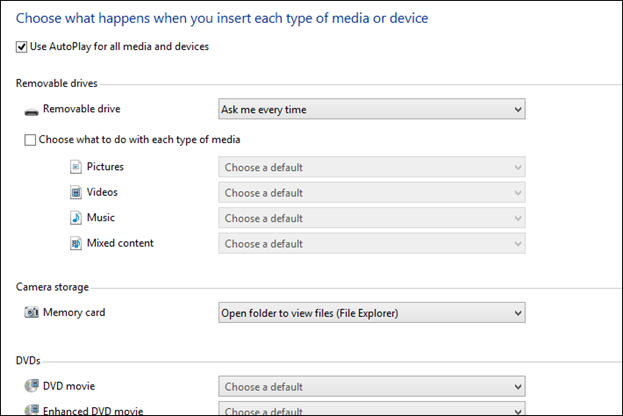 Choose what happens when you insert each type of media or device
Use AutoPlay for all media and devices
Removable drives
Removable drive Ask me every time
Choose what to do with each type of media
Pictures Choose a default
Videos Choose a default
Music Choose a default
Mixed content Choose a default
Camera storage
Memory card Open folder to view files (File Explorer)
DVDs
DVD movie Choose a default
Enhanced DVD movie Choose a default